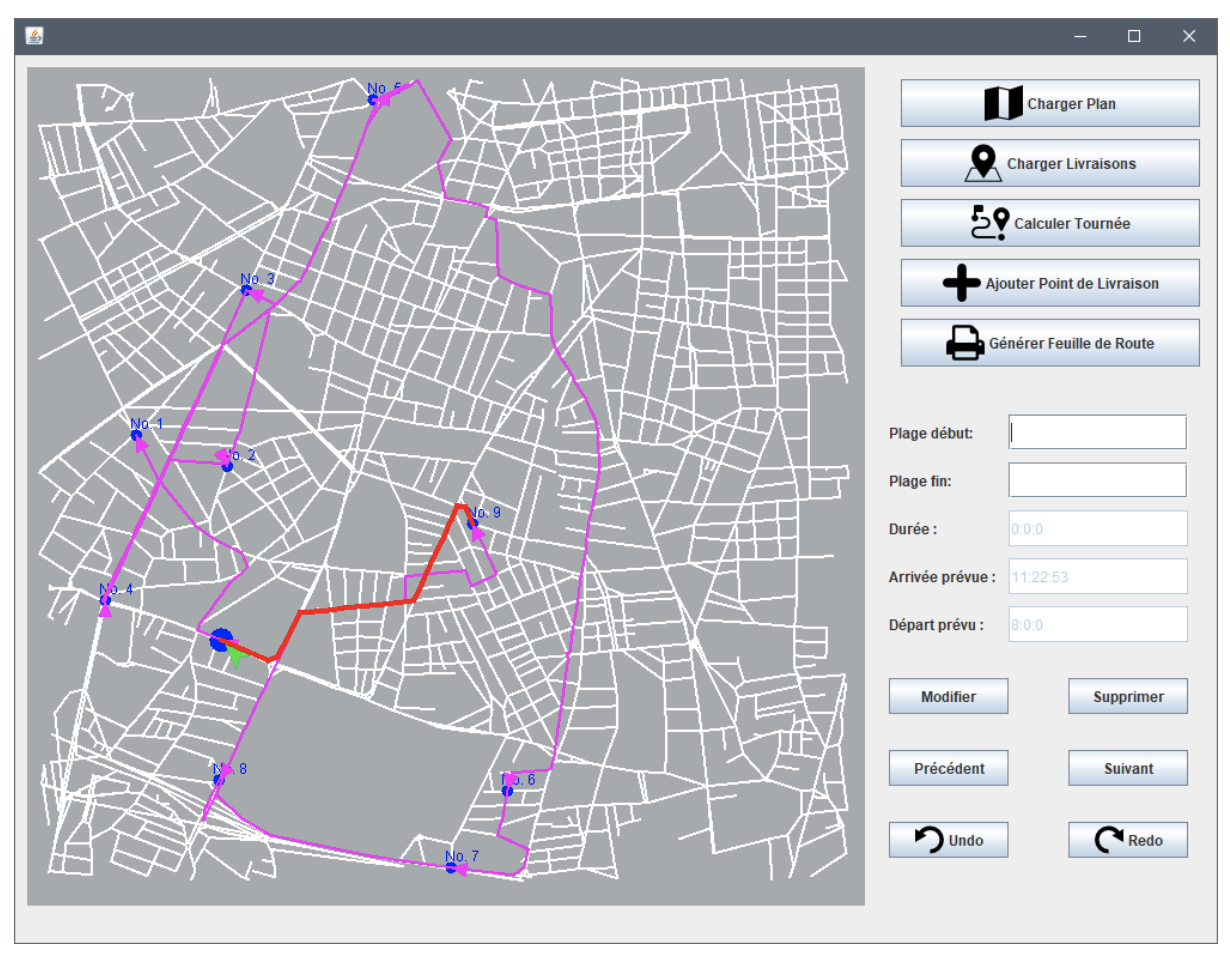 No. 5
No. 3
No. 1
No. 2
No. 9
No. 4
No. 8
No. 6
No. 7
Charger Plan
Charger Livraisons
Calculer Tournée
Ajouter Point de Livraison
Générer Feuille de Route
Plage début:
Plage fin:
Durée : 0:0:0
Arrivée prévue : 11:22:53
Départ prévu : 8:0:0
Modifier Supprimer
Précédent Suivant
Undo Redo